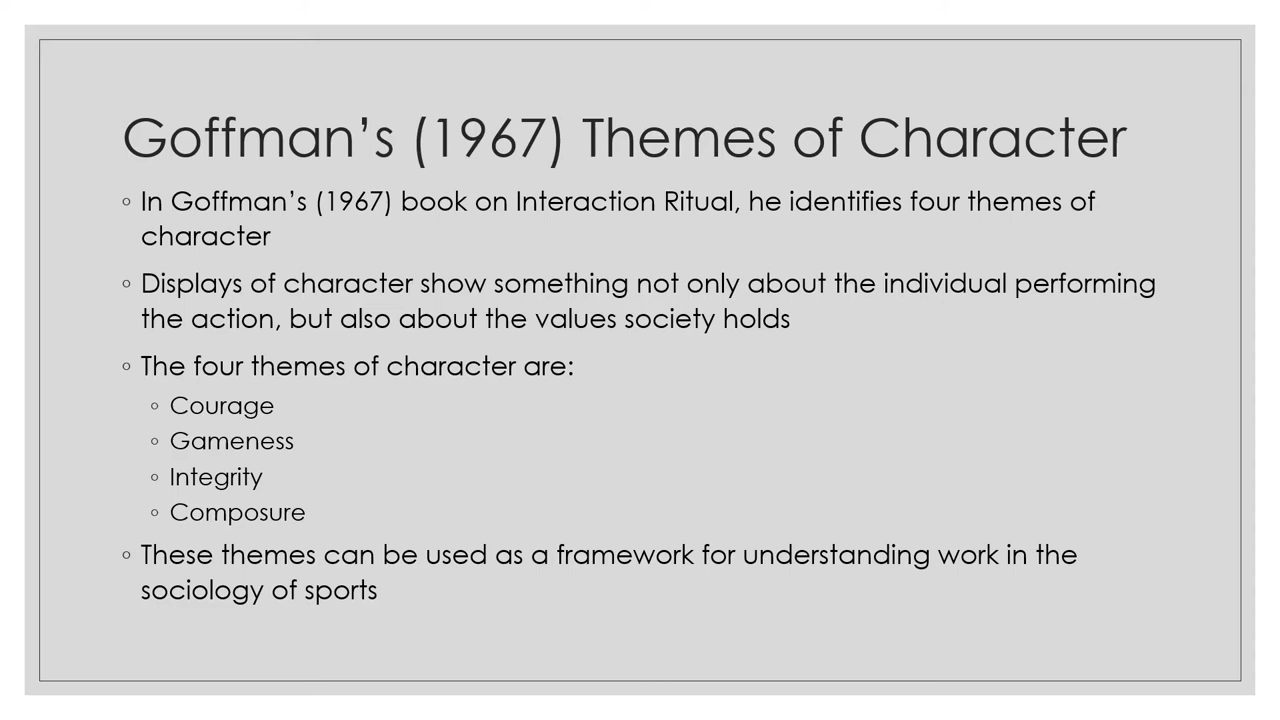 Goffman’s (1967) Themes of Character
◦ In Goffman’s (1967) book on Interaction Ritual, he identifies four themes of
character
◦ Displays of character show something not only about the individual performing
the action, but also about the values society holds
◦ The four themes of character are:
◦ Courage
◦ Gameness
◦ Integrity
◦ Composure
◦ These themes can be used as a framework for understanding work in the
sociology of sports